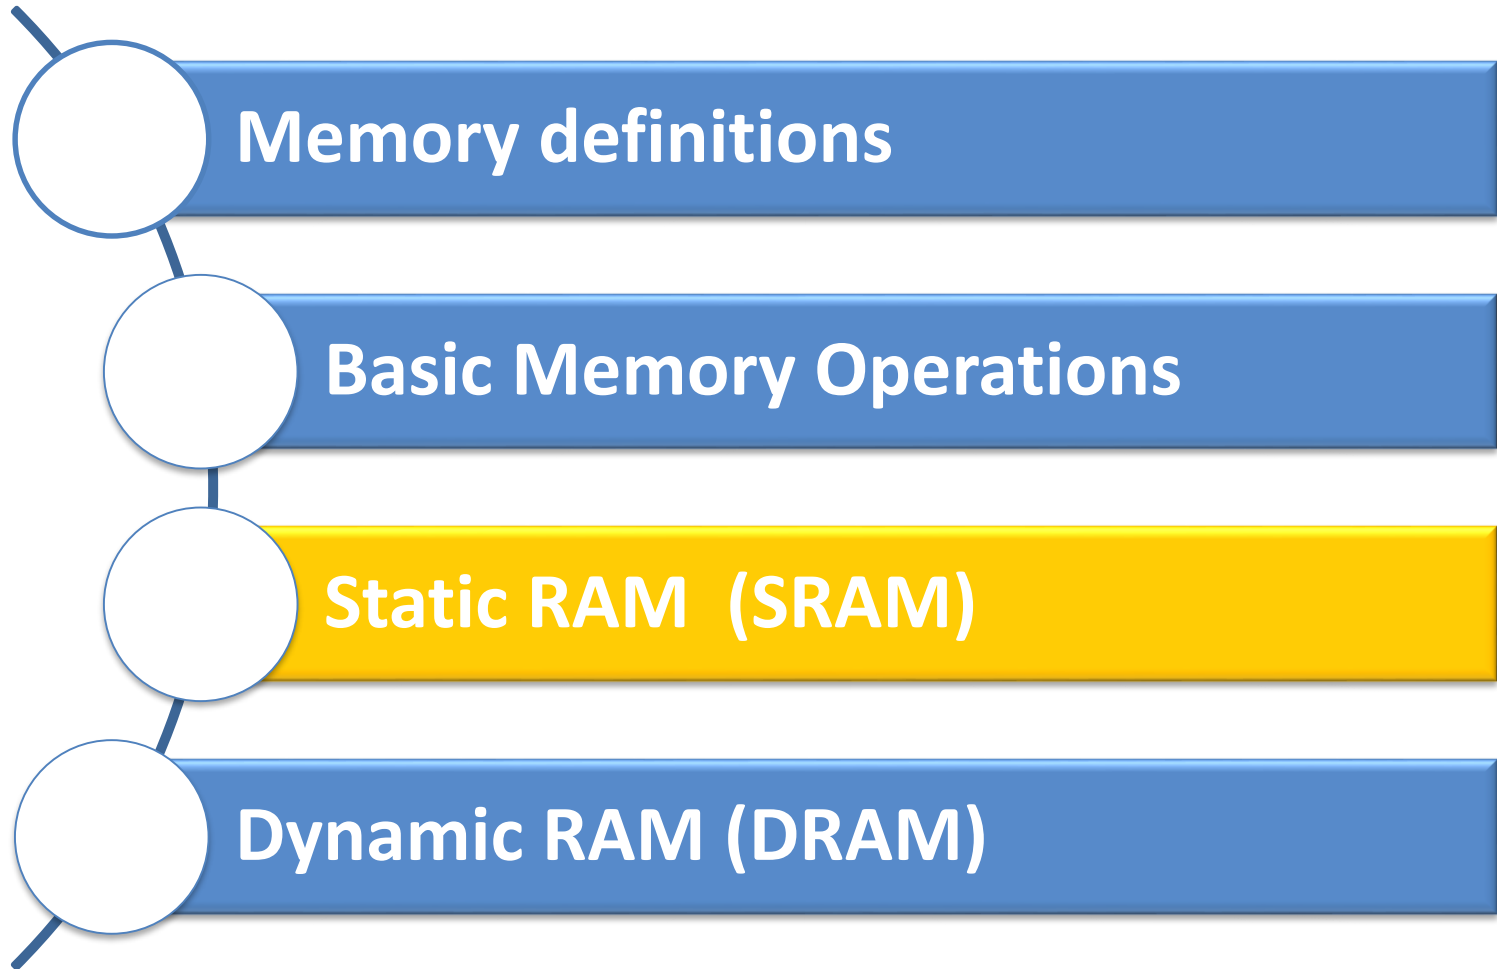 Memory definitions
Basic Memory Operations
Static RAM  (SRAM)
Dynamic RAM (DRAM)